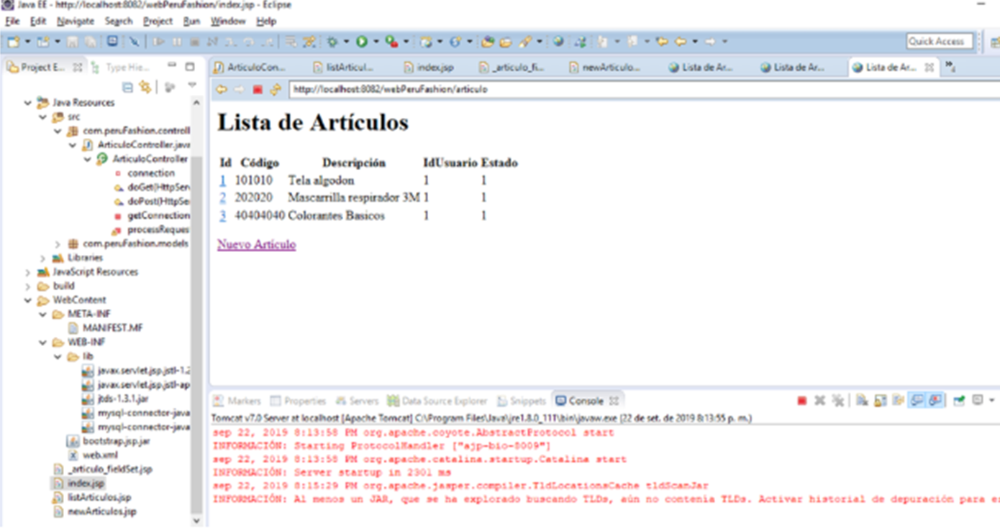 Java EE - http://localhost:8082/webPeruFashion/index.jsp - Eclipse
File Edit Navigate Search Project Run Window Help
Quick Access
Project E... Type Hie...
ArticuloCon... listArticul... index.jsp _articulo_fi... newArticulo... Lista de Ar... Lista de Ar... Lista de Ar... »4
http://localhost:8082/webPeruFashion/articulo
Java Resources
src
com.peruFashion.controll
ArticuloController.java
ArticuloController
connection
doGet(HttpSer
doPost(HttpSe
getConnection
processReques
com.peruFashion.models
Libraries
JavaScript Resources
build
WebContent
META-INF
MANIFEST.MF
WEB-INF
lib
javax.servlet.jsp.jstl-1.2
javax.servlet.jsp.jstl-ap
jtds-1.3.1.jar
mysql-connector-java
mysql-connector-java
bootstrap.jsp.jar
web.xml
_articulo_fieldSet.jsp
index.jsp
listArticulos.jsp
newArticulos.jsp
Lista de Artículos
Id Código Descripción IdUsuario Estado
1 101010 Tela algodon 1 1
2 202020 Mascarrilla respirador 3M 1 1
3 40404040 Colorantes Basicos 1 1
Nuevo Artículo
Markers Properties Servers Data Source Explorer Snippets Console
Tomcat v7.0 Server at localhost [Apache Tomcat] C:\Program Files\Java\jre1.8.0_111\bin\javaw.exe (22 de set. de 2019 8:13:55 p. m.)
sep 22, 2019 8:13:58 PM org.apache.coyote.AbstractProtocol start
INFORMACIÓN: Starting ProtocolHandler ["ajp-bio-8009"]
sep 22, 2019 8:13:58 PM org.apache.catalina.startup.Catalina start
INFORMACIÓN: Server startup in 2301 ms
sep 22, 2019 8:15:29 PM org.apache.jasper.compiler.TldLocationsCache tldScanJar
INFORMACIÓN: Al menos un JAR, que se ha explorado buscando TLDs, aún no contenía TLDs. Activar historial de depuración para e